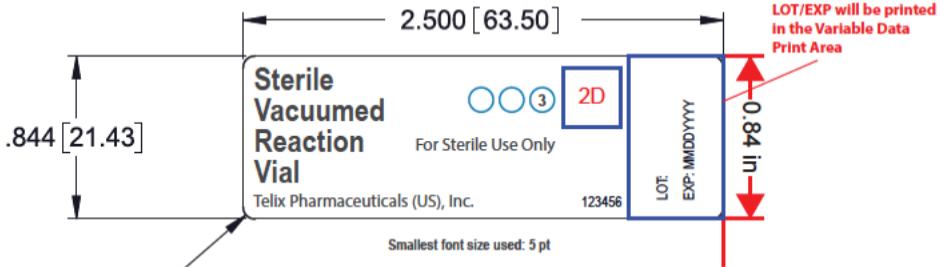 2.500 [63.50]
LOT/EXP will be printed
in the Variable Data
Print Area
.844 [21.43]
Sterile
Vacuumed
Reaction
Vial
3
2D
For Sterile Use Only
Telix Pharmaceuticals (US), Inc.
123456
LOT:
EXP: MMDDYYYY
0.84 in
Smallest font size used: 5 pt